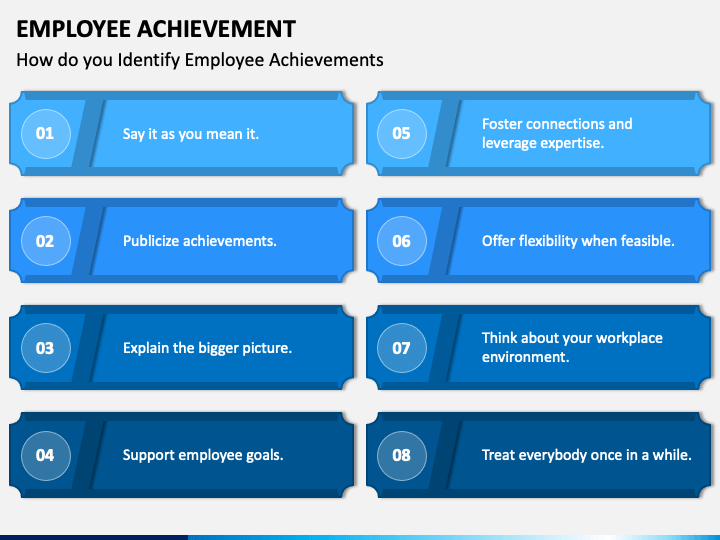 EMPLOYEE ACHIEVEMENT
How do you Identify Employee Achievements
01
Say it as you mean it.
02
Publicize achievements.
03
Explain the bigger picture.
04
Support employee goals.
05
Foster connections and
leverage expertise.
06
Offer flexibility when feasible.
07
Think about your workplace
environment.
08
Treat everybody once in a while.